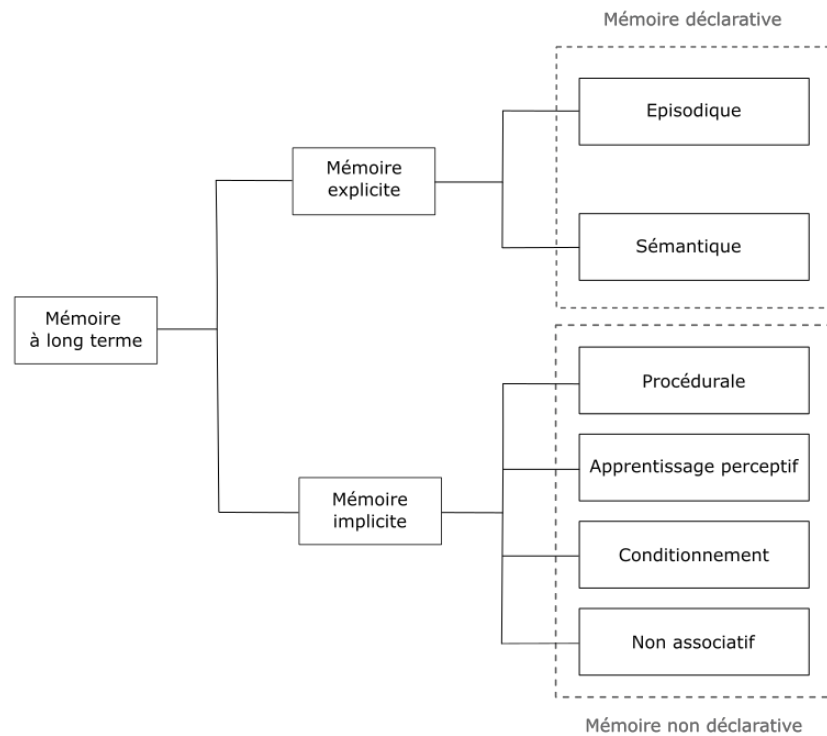 Mémoire déclarative
Episodique
Mémoire
explicite
Sémantique
Mémoire
à long terme
Procédurale
Apprentissage perceptif
Mémoire
implicite
Conditionnement
Non associatif
Mémoire non déclarative